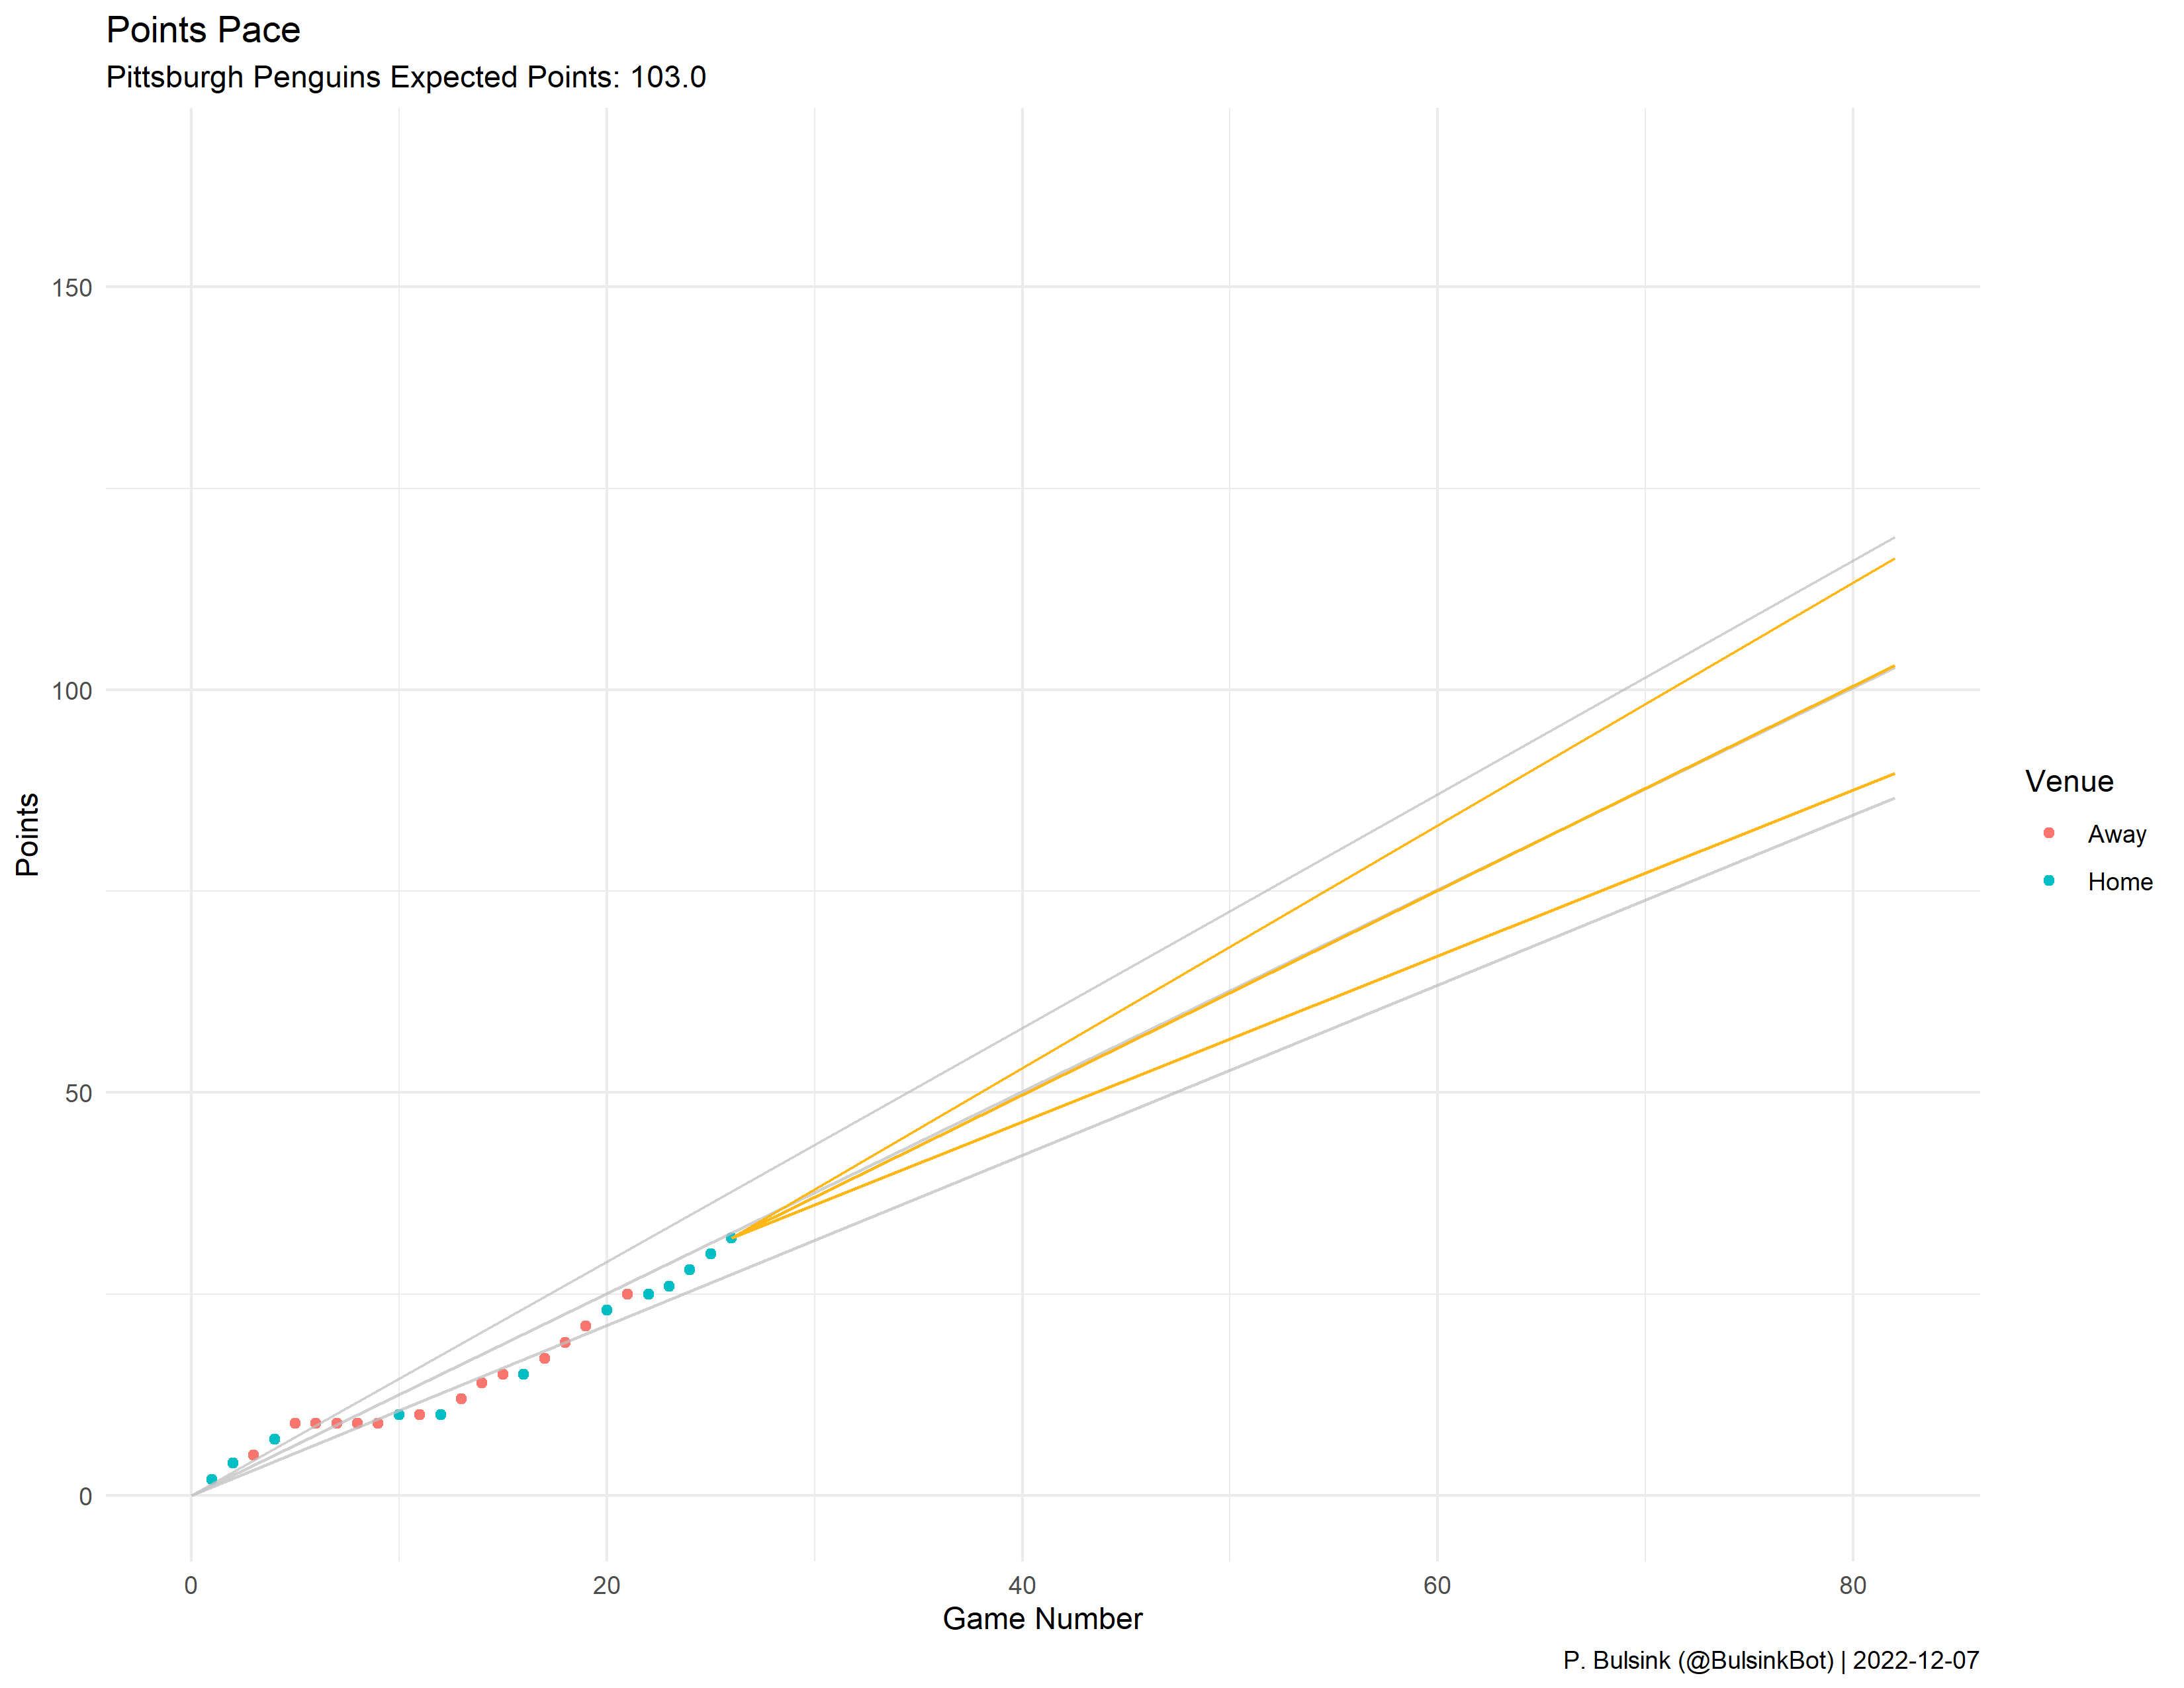 Points Pace
Pittsburgh Penguins Expected Points: 103.0
150
100
50
0
Points
0
20
40
60
80
Game Number
Venue
Away
Home
P. Bulsink (@BulsinkBot) | 2022-12-07